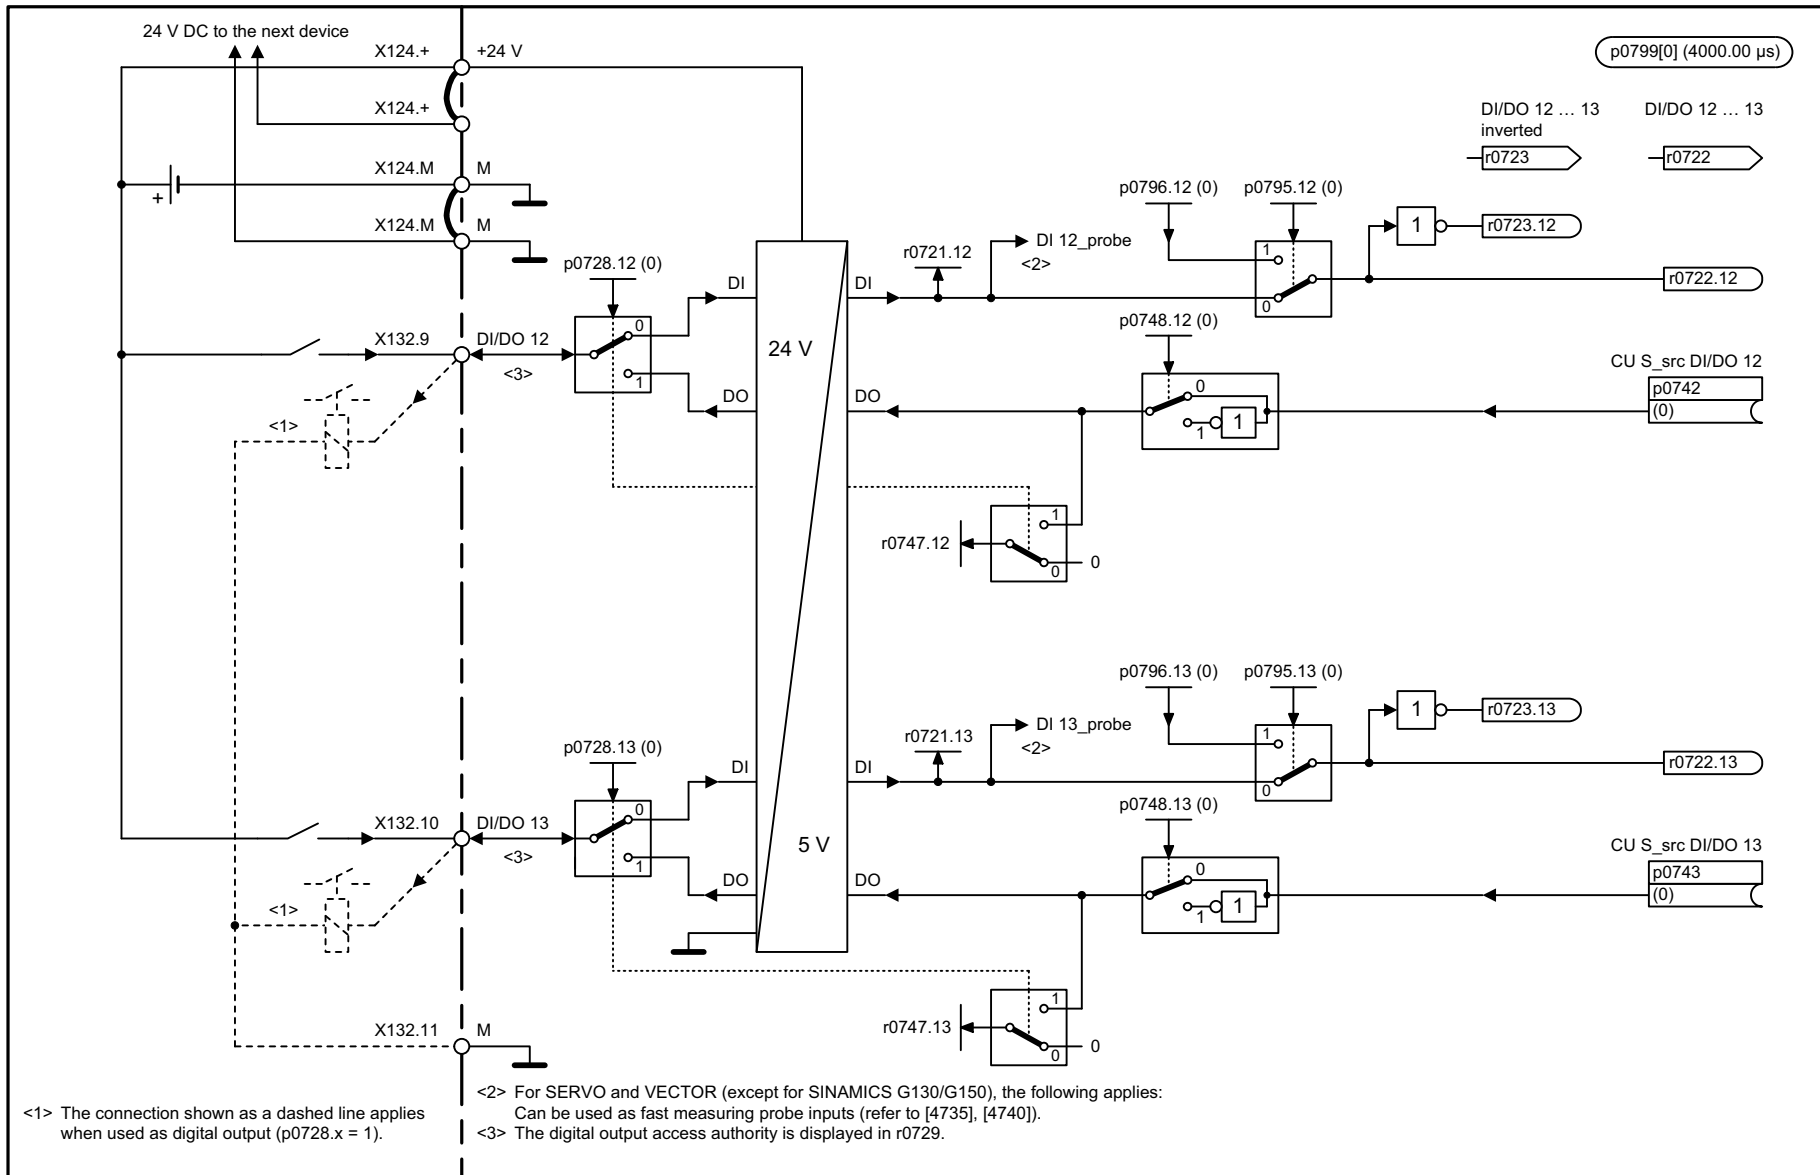 24 V DC to the next device
X124.+
+24 V
p0799[0] (4000.00 µs)
X124.+
DI/DO 12 … 13
inverted
DI/DO 12 … 13
r0723
r0722
X124.M
M
+
p0796.12 (0)
p0795.12 (0)
X124.M
M
1
r0723.12
DI 12_probe
<2>
r0721.12
1
0
p0728.12 (0)
DI
DI
r0722.12
p0748.12 (0)
X132.9
DI/DO 12
<3>
0
1
24 V
CU S_src DI/DO 12
p0742
(0)
DO
DO
0
1
1
<1>
r0747.12
1
0
0
p0796.13 (0)
p0795.13 (0)
1
r0723.13
DI 13_probe
<2>
r0721.13
1
0
p0728.13 (0)
DI
DI
r0722.13
p0748.13 (0)
X132.10
DI/DO 13
<3>
0
1
5 V
CU S_src DI/DO 13
p0743
(0)
DO
DO
0
1
1
<1>
r0747.13
1
0
0
X132.11
M
<1> The connection shown as a dashed line applies
when used as digital output (p0728.x = 1).
<2> For SERVO and VECTOR (except for SINAMICS G130/G150), the following applies:
Can be used as fast measuring probe inputs (refer to [4735], [4740]).
<3> The digital output access authority is displayed in r0729.